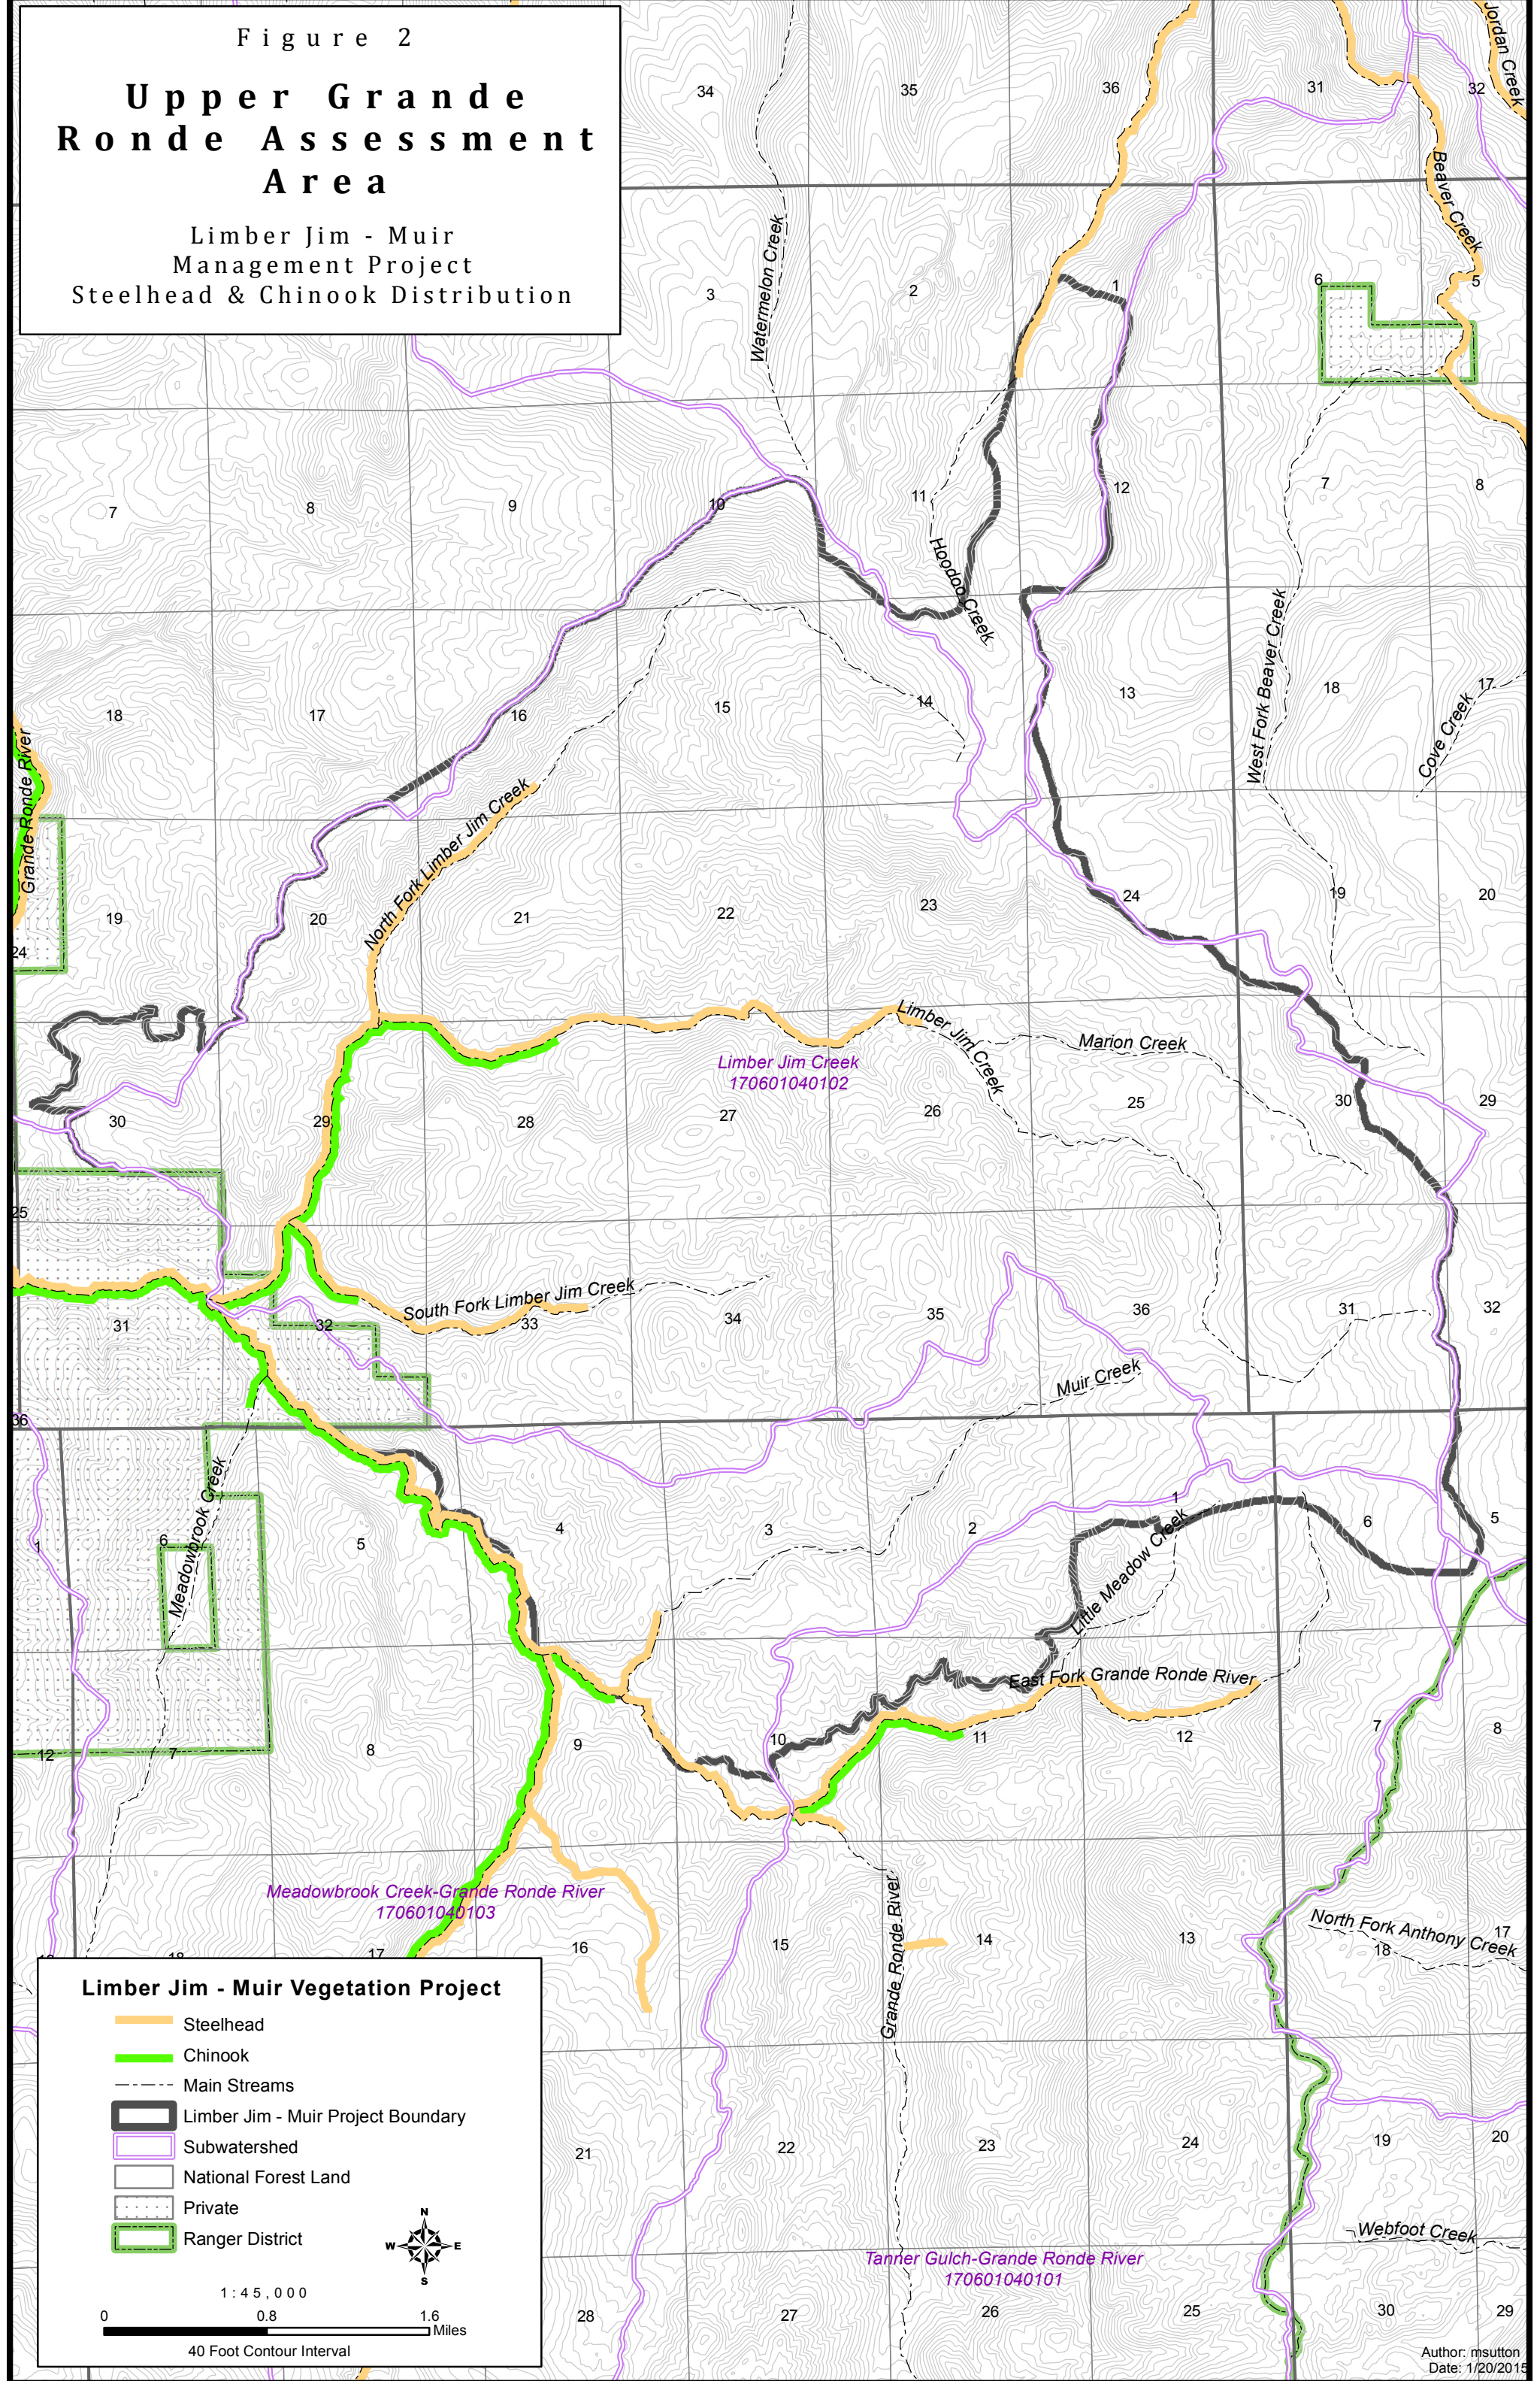 Figure 2
Upper Grande
Ronde Assessment
Area
Limber Jim - Muir
Management Project
Steelhead & Chinook Distribution
34
35
36
31
32
Jordan Creek
Beaver Creek
Watermelon Creek
3
2
1
6
5
7
8
9
10
11
12
7
8
Hoodoo Creek
West Fork Beaver Creek
Cove Creek
18
17
16
15
14
13
18
17
Grande Ronde River
North Fork Limber Jim Creek
24
19
20
21
22
23
24
19
20
Limber Jim Creek
Marion Creek
Limber Jim Creek
170601040102
30
29
28
27
26
25
30
29
25
South Fork Limber Jim Creek
31
32
33
34
35
36
31
32
Muir Creek
36
Meadowbrook Creek
1
6
5
4
3
2
1
6
5
Little Meadow Creek
East Fork Grande Ronde River
12
7
8
9
10
11
12
7
8
Meadowbrook Creek-Grande Ronde River
170601040103
Grande Ronde River
North Fork Anthony Creek
18
17
16
15
14
13
18
17
Limber Jim - Muir Vegetation Project
Steelhead
Chinook
Main Streams
Limber Jim - Muir Project Boundary
Subwatershed
National Forest Land
Private
Ranger District
N
W E
S
1:45,000
0 0.8 1.6
Miles
40 Foot Contour Interval
21
22
23
24
19
20
Webfoot Creek
Tanner Gulch-Grande Ronde River
170601040101
28
27
26
25
30
29
Author: msutton
Date: 1/20/2015